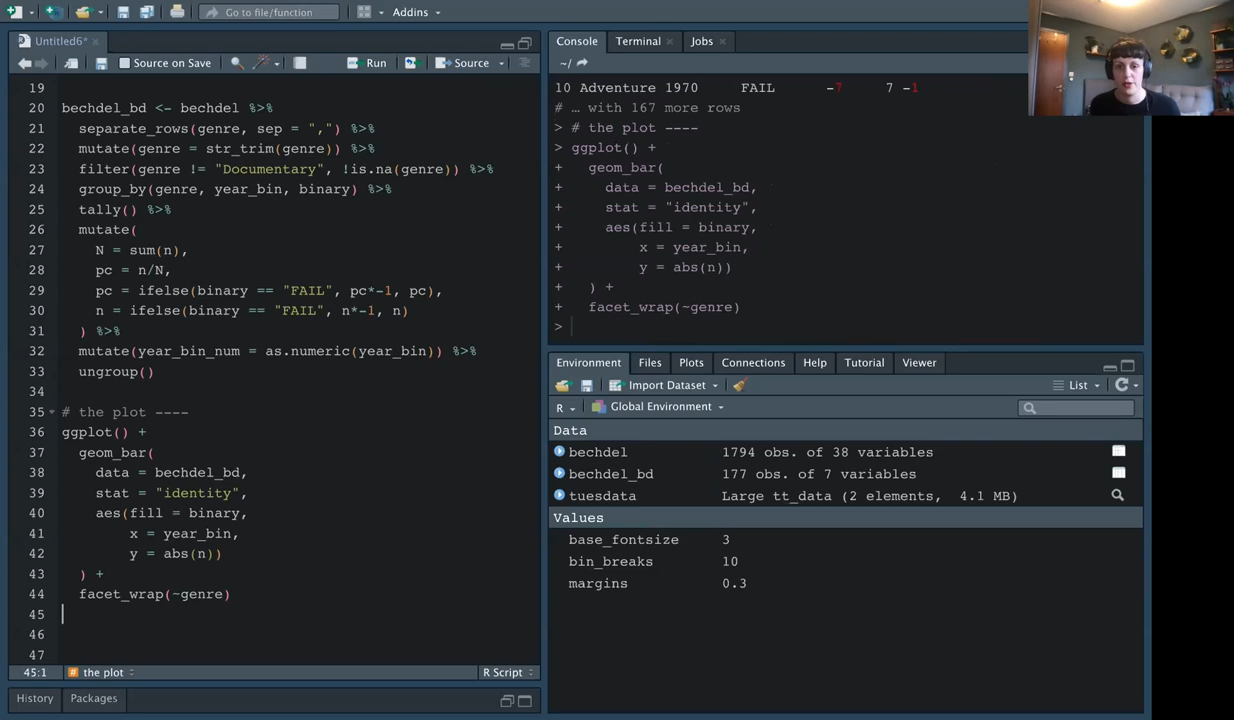 Go to file/function
Addins
Untitled6*
Source on Save
Run
Source
19
20 bechdel_bd <- bechdel %>%
21 separate_rows(genre, sep = ",") %>%
22 mutate(genre = str_trim(genre)) %>%
23 filter(genre != "Documentary", !is.na(genre)) %>%
24 group_by(genre, year_bin, binary) %>%
25 tally() %>%
26 mutate(
27 N = sum(n),
28 pc = n/N,
29 pc = ifelse(binary == "FAIL", pc*-1, pc),
30 n = ifelse(binary == "FAIL", n*-1, n)
31 ) %>%
32 mutate(year_bin_num = as.numeric(year_bin)) %>%
33 ungroup()
34
35 # the plot ----
36 ggplot() +
37 geom_bar(
38 data = bechdel_bd,
39 stat = "identity",
40 aes(fill = binary,
41 x = year_bin,
42 y = abs(n))
43 ) +
44 facet_wrap(~genre)
45
46
47
45:1 # the plot R Script
History Packages
Console Terminal Jobs
~/
10 Adventure 1970 FAIL -7 7 -1
# … with 167 more rows
> # the plot ----
> ggplot() +
+ geom_bar(
+ data = bechdel_bd,
+ stat = "identity",
+ aes(fill = binary,
+ x = year_bin,
+ y = abs(n))
+ ) +
+ facet_wrap(~genre)
>
Environment Files Plots Connections Help Tutorial Viewer
Import Dataset List
R Global Environment
Data
bechdel 1794 obs. of 38 variables
bechdel_bd 177 obs. of 7 variables
tuesdata Large tt_data (2 elements, 4.1 MB)
Values
base_fontsize 3
bin_breaks 10
margins 0.3